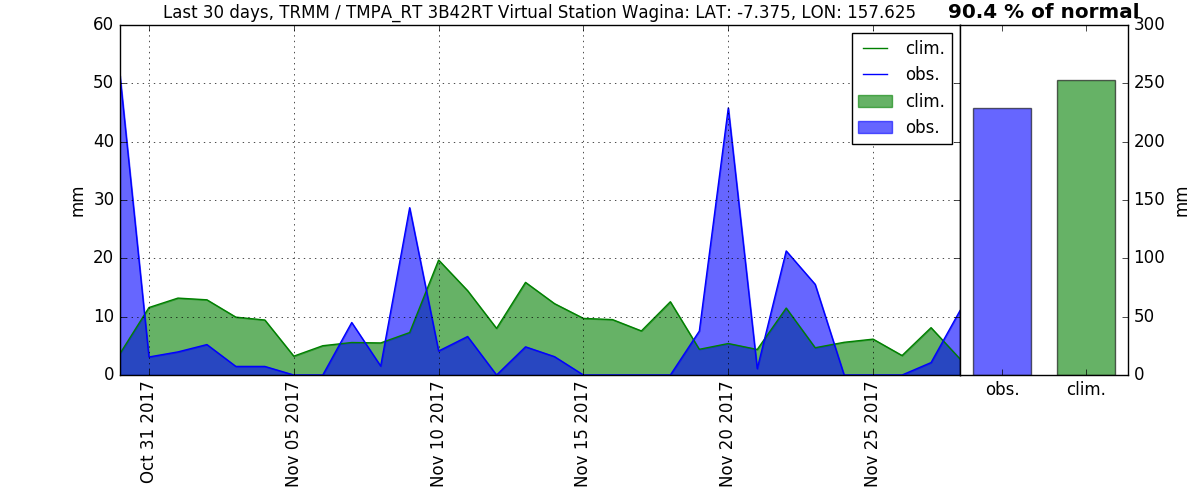 Last 30 days, TRMM / TMPA_RT 3B42RT Virtual Station Wagina: LAT: -7.375, LON: 157.625
90.4 % of normal
60
50
40
30
20
10
0
mm
clim.
obs.
clim.
obs.
Oct 31 2017
Nov 05 2017
Nov 10 2017
Nov 15 2017
Nov 20 2017
Nov 25 2017
obs.
clim.
300
250
200
150
100
50
0
mm